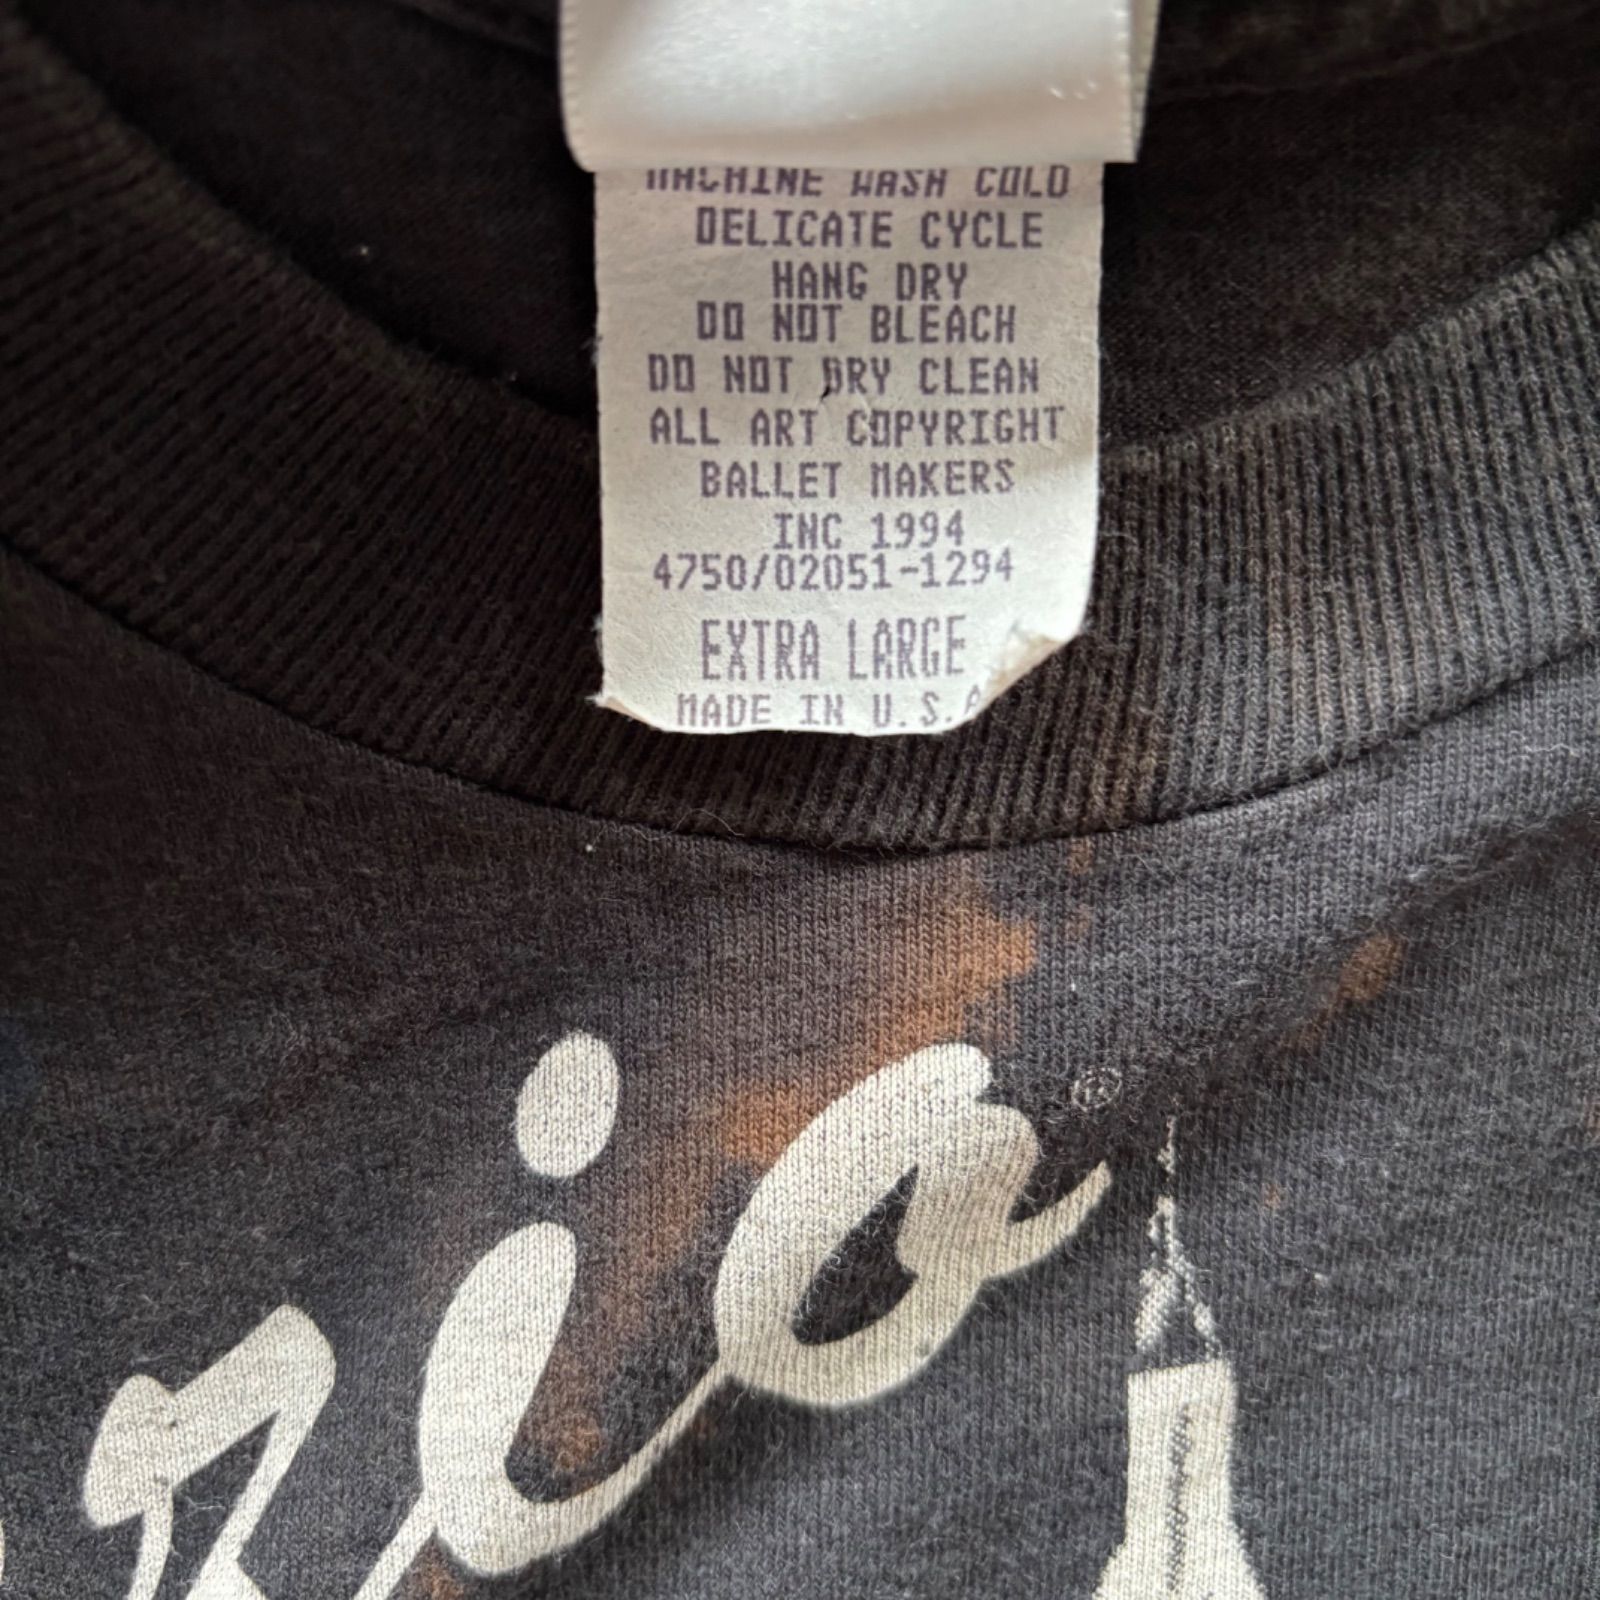 MACHINE WASH COLD
DELICATE CYCLE
HANG DRY
DO NOT BLEACH
DO NOT DRY CLEAN
ALL ART COPYRIGHT
BALLET MAKERS
INC 1994
4750/02051-1294
EXTRA LARGE
MADE IN U.S.A
zia ®